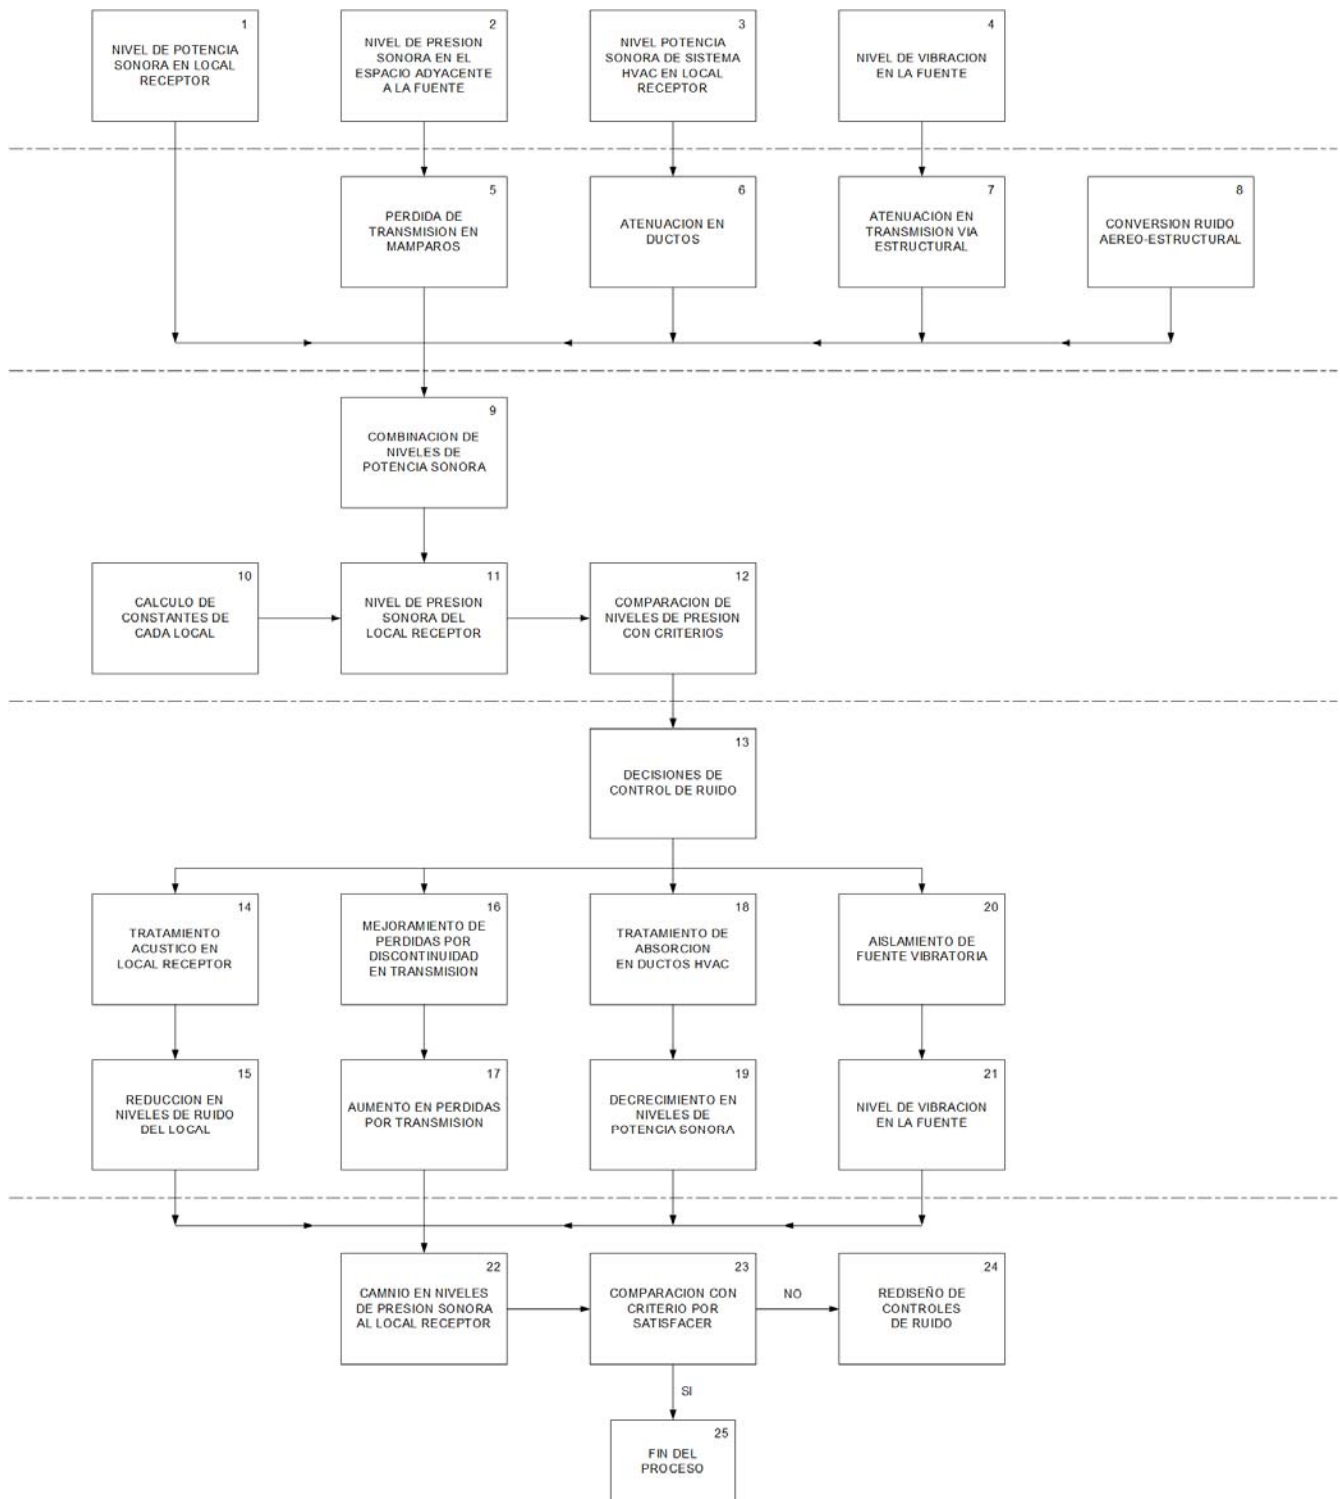 1
NIVEL DE POTENCIA
SONORA EN LOCAL
RECEPTOR
2
NIVEL DE PRESION
SONORA EN EL
ESPACIO ADYACENTE
A LA FUENTE
3
NIVEL POTENCIA
SONORA DE SISTEMA
HVAC EN LOCAL
RECEPTOR
4
NIVEL DE VIBRACION
EN LA FUENTE
5
PERDIDA DE
TRANSMISION EN
MAMPAROS
6
ATENUACION EN
DUCTOS
7
ATENUACION EN
TRANSMISION VIA
ESTRUCTURAL
8
CONVERSION RUIDO
AEREO-ESTRUCTURAL
9
COMBINACION DE
NIVELES DE
POTENCIA SONORA
10
CALCULO DE
CONSTANTES DE
CADA LOCAL
11
NIVEL DE PRESION
SONORA DEL
LOCAL RECEPTOR
12
COMPARACION DE
NIVELES DE PRESION
CON CRITERIOS
13
DECISIONES DE
CONTROL DE RUIDO
14
TRATAMIENTO
ACUSTICO EN
LOCAL RECEPTOR
16
MEJORAMIENTO DE
PERDIDAS POR
DISCONTINUIDAD
EN TRANSMISION
18
TRATAMIENTO DE
ABSORCION
EN DUCTOS HVAC
20
AISLAMIENTO DE
FUENTE VIBRATORIA
15
REDUCCION EN
NIVELES DE RUIDO
DEL LOCAL
17
AUMENTO EN PERDIDAS
POR TRANSMISION
19
DECRECIMIENTO EN
NIVELES DE
POTENCIA SONORA
21
NIVEL DE VIBRACION
EN LA FUENTE
22
CAMNIO EN NIVELES
DE PRESION SONORA
AL LOCAL RECEPTOR
23
COMPARACION CON
CRITERIO POR
SATISFACER
NO
24
REDISEÑO DE
CONTROLES
DE RUIDO
SI
25
FIN DEL
PROCESO